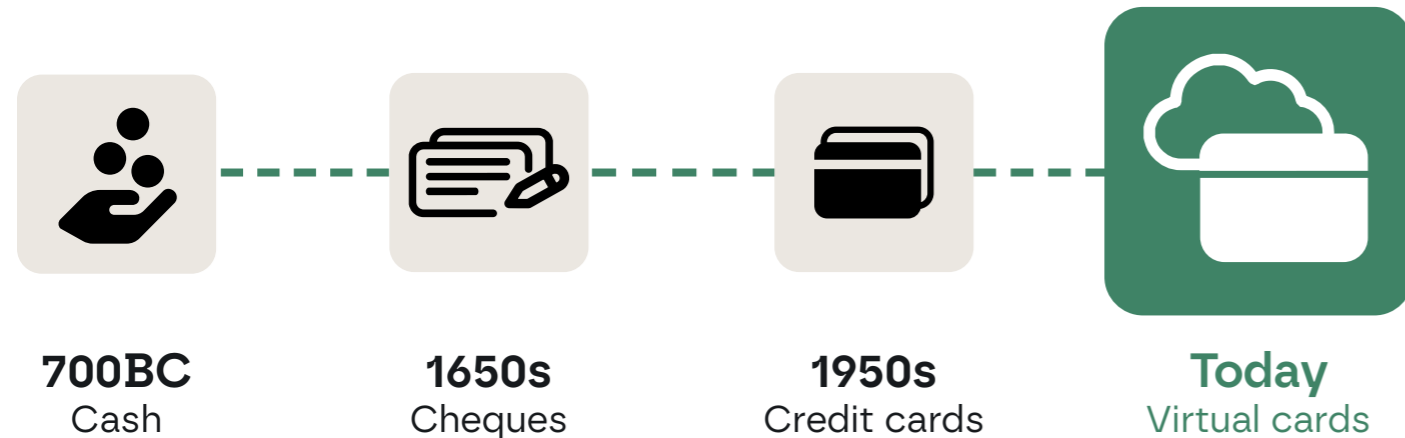 700BC
Cash
1650s
Cheques
1950s
Credit cards
Today
Virtual cards